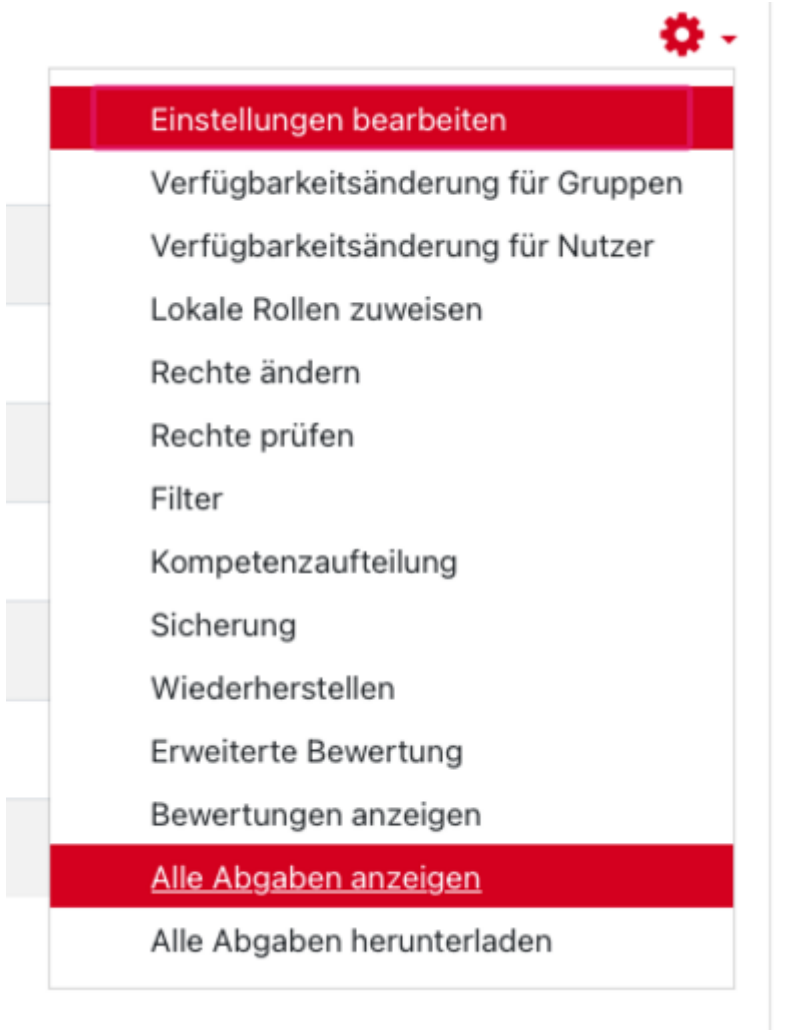 Einstellungen bearbeiten
Verfügbarkeitsänderung für Gruppen
Verfügbarkeitsänderung für Nutzer
Lokale Rollen zuweisen
Rechte ändern
Rechte prüfen
Filter
Kompetenzaufteilung
Sicherung
Wiederherstellen
Erweiterte Bewertung
Bewertungen anzeigen
Alle Abgaben anzeigen
Alle Abgaben herunterladen